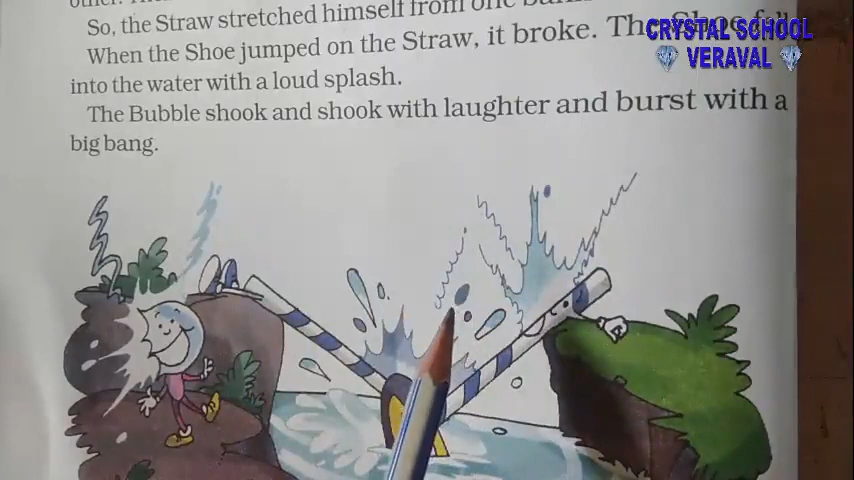 So, the Straw stretched himself from one
When the Shoe jumped on the Straw, it broke. The Shoe fell
into the water with a loud splash.
The Bubble shook and shook with laughter and burst with a
big bang.
CRYSTAL SCHOOL
VERAVAL